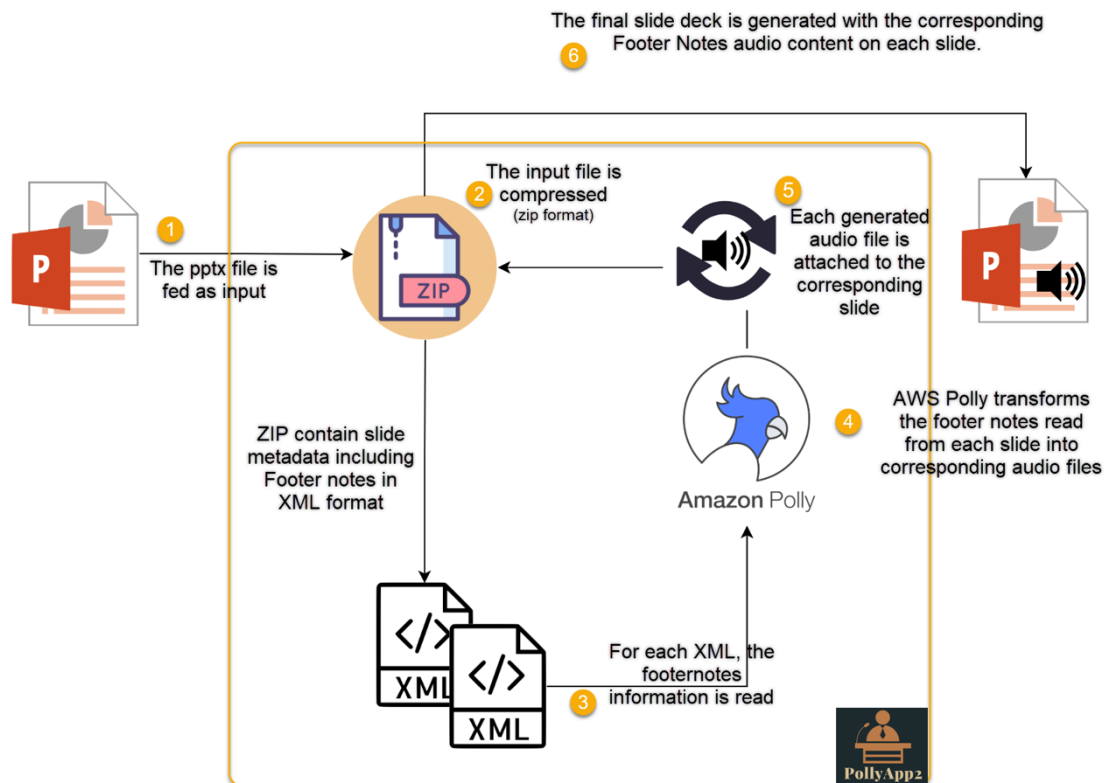 The final slide deck is generated with the corresponding
Footer Notes audio content on each slide.
6
1
The pptx file is
fed as input
P
2
The input file is
compressed
(zip format)
ZIP
5
Each generated
audio file is
attached to the
corresponding
slide
P
ZIP contain slide
metadata including
Footer notes in
XML format
4
AWS Polly transforms
the footer notes read
from each slide into
corresponding audio files
Amazon Polly
</>
XML
</>
XML
3
For each XML, the
footernotes
information is read
PollyApp2